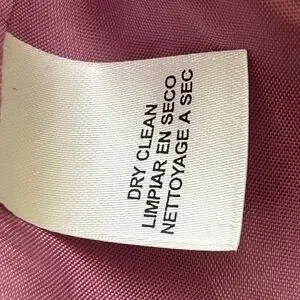 DRY CLEAN
LIMPIAR EN SECO
NETTOYAGE A SEC